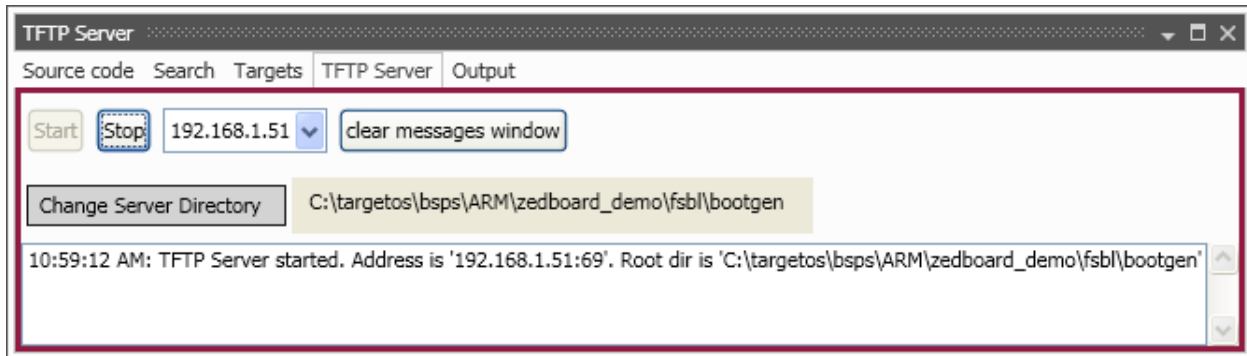 TFTP Server
Source code Search Targets TFTP Server Output
Start Stop 192.168.1.51 clear messages window
Change Server Directory C:\targetos\bsps\ARM\zedboard_demo\fsbl\bootgen
10:59:12 AM: TFTP Server started. Address is '192.168.1.51:69'. Root dir is 'C:\targetos\bsps\ARM\zedboard_demo\fsbl\bootgen'